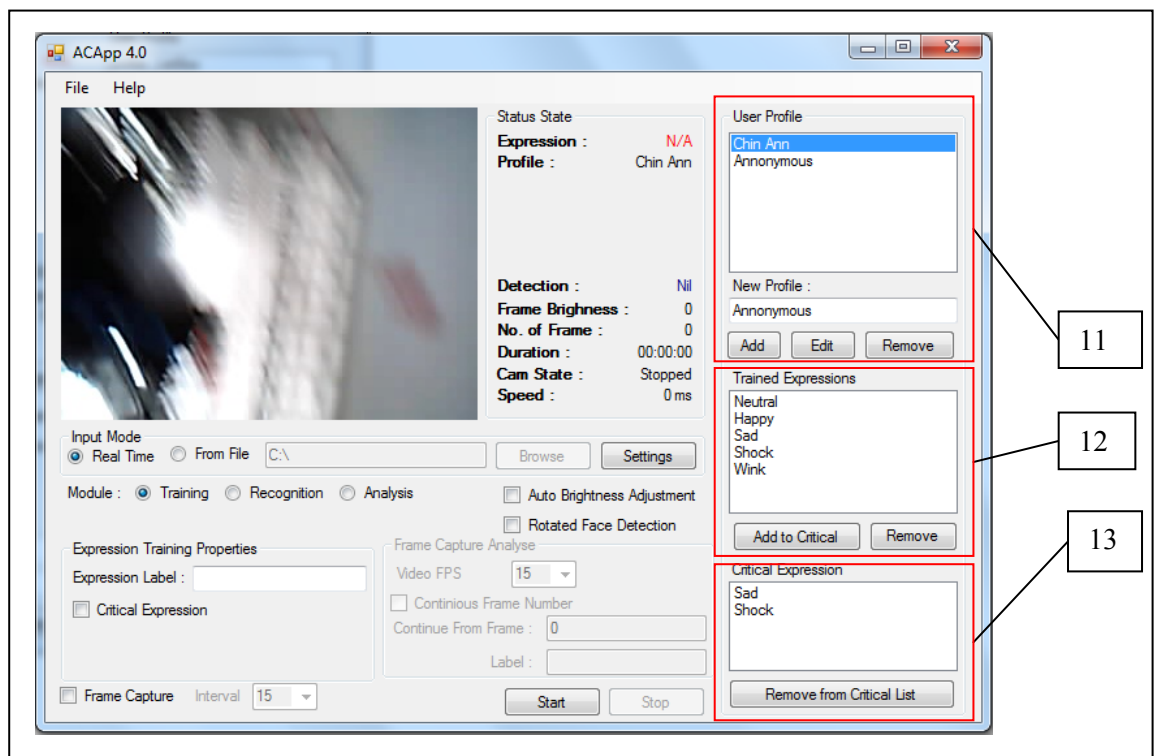 ACApp 4.0
File Help
Status State
Expression : N/A
Profile : Chin Ann
Detection : Nil
Frame Brighness : 0
No. of Frame : 0
Duration : 00:00:00
Cam State : Stopped
Speed : 0 ms
User Profile
Chin Ann
Annonymous
New Profile :
Annonymous
Add Edit Remove
11
Trained Expressions
Neutral
Happy
Sad
Shock
Wink
Add to Critical Remove
12
Critical Expression
Sad
Shock
Remove from Critical List
13
Input Mode
Real Time From File C:\ Browse Settings
Module : Training Recognition Analysis
Auto Brightness Adjustment
Rotated Face Detection
Expression Training Properties
Expression Label :
Critical Expression
Frame Capture Analyse
Video FPS 15
Continious Frame Number
Continue From Frame : 0
Label :
Frame Capture Interval 15
Start Stop